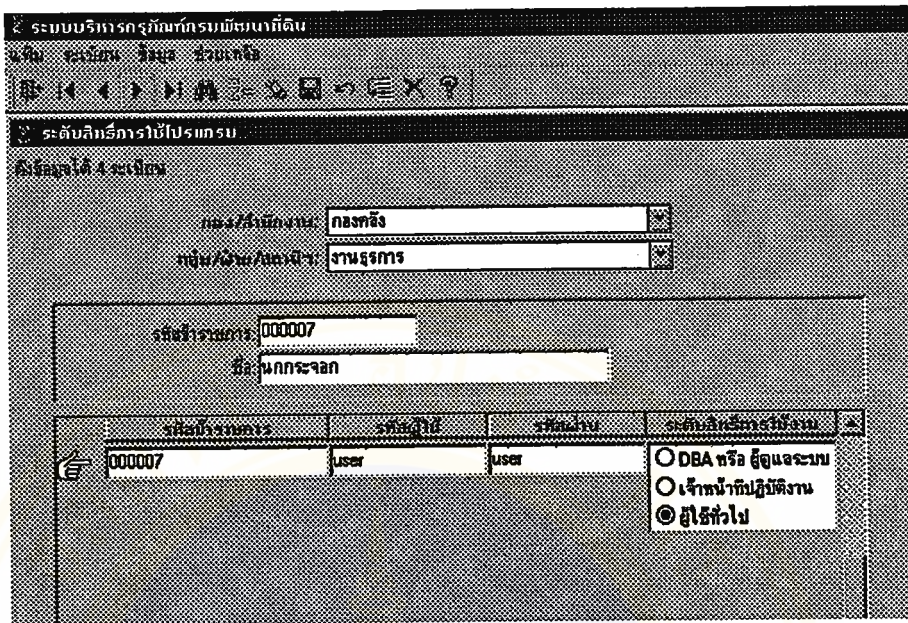 ระบบบริหารครุภัณฑ์กรมพัฒนาที่ดิน
แฟ้ม ระเบียน ข้อมูล ช่วยเหลือ
ระดับสิทธิ์การใช้โปรแกรม
ดึงข้อมูลได้ 4 ระเบียน
กอง/สำนักงาน: กองคลัง
กลุ่ม/ฝ่าย/สถานีฯ: งานธุรการ
รหัสข้าราชการ: 000007
ชื่อ: นกกระจอก
รหัสข้าราชการ รหัสผู้ใช้ รหัสผ่าน ระดับสิทธิ์การใช้งาน
000007 user user DBA หรือ ผู้ดูแลระบบ
เจ้าหน้าที่ปฏิบัติงาน
ผู้ใช้ทั่วไป